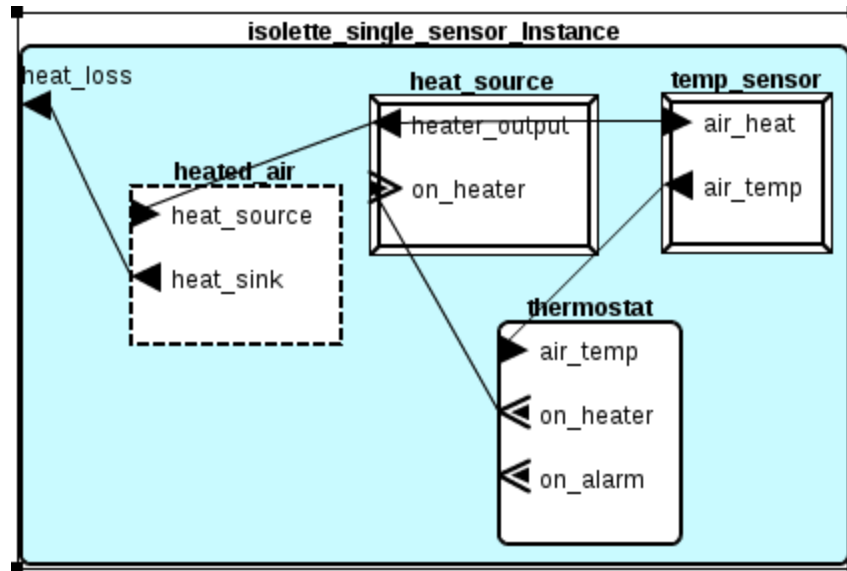 isolette_single_sensor_Instance
heat_loss
heat_source
temp_sensor
heater_output
air_heat
heated_air
on_heater
air_temp
heat_source
heat_sink
thermostat
air_temp
on_heater
on_alarm